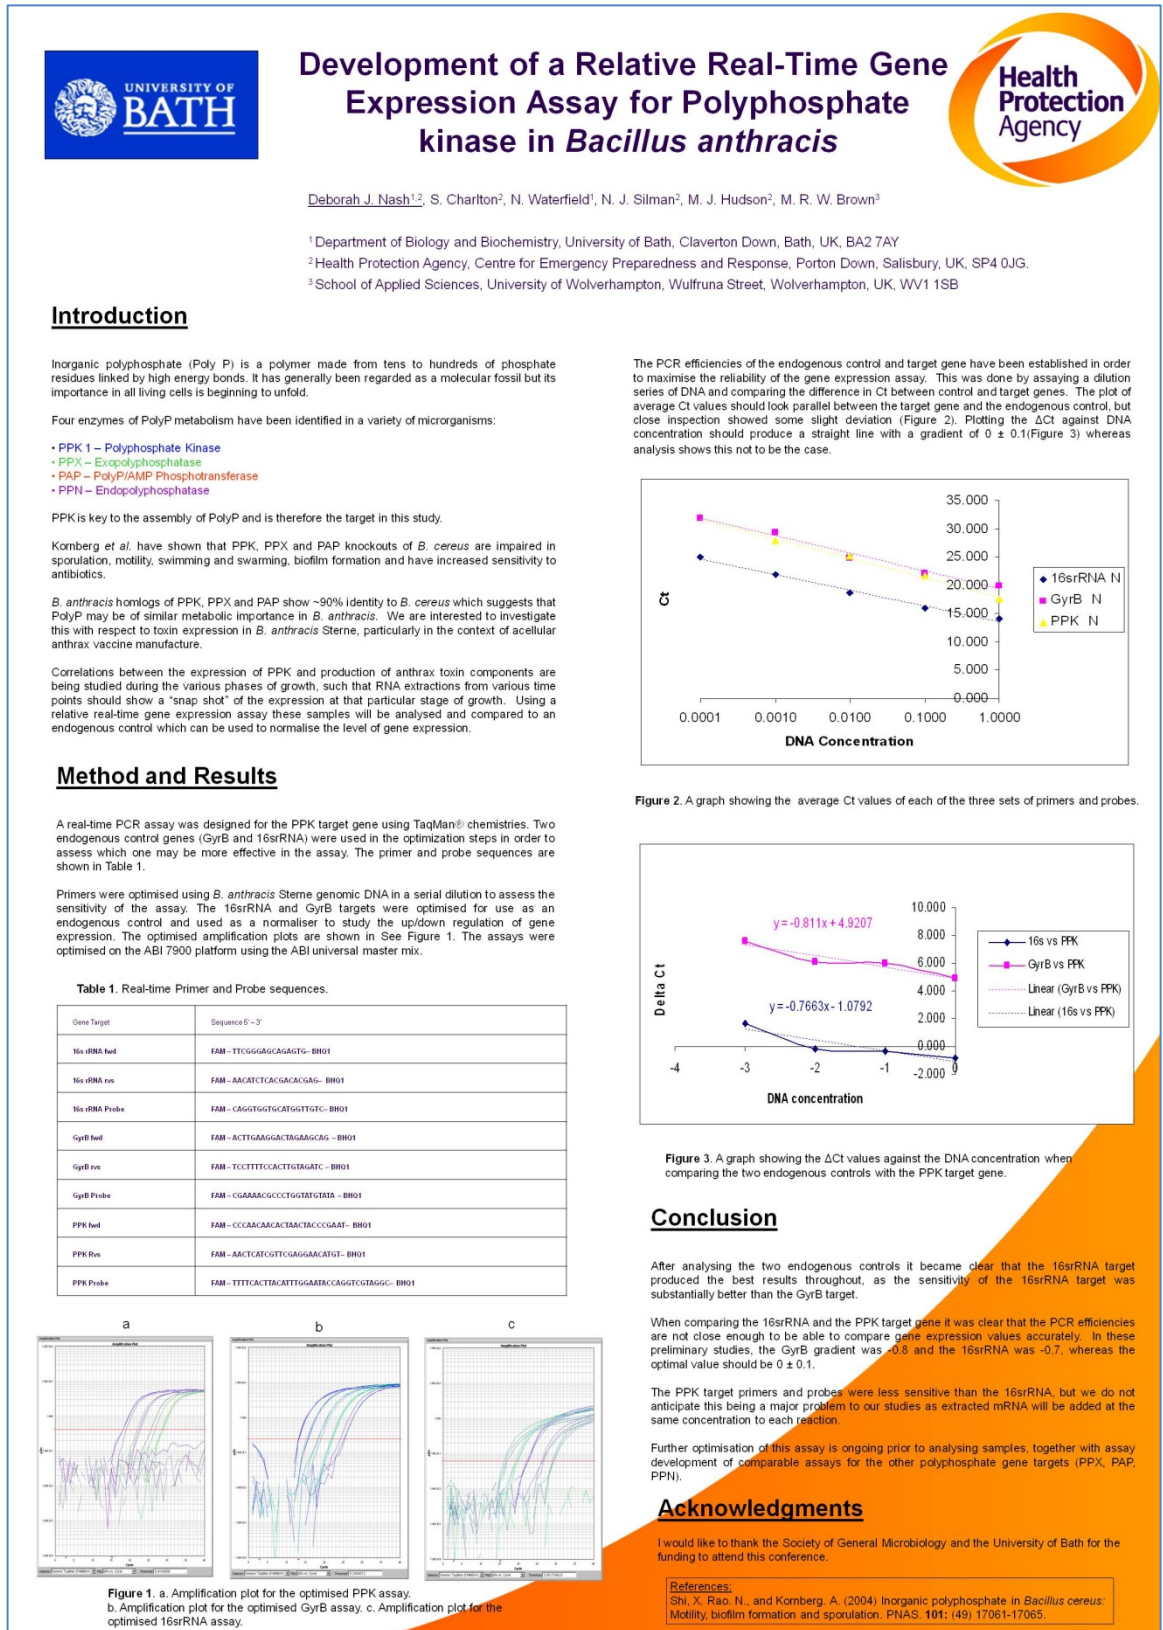 UNIVERSITY OF
BATH
Development of a Relative Real-Time Gene
Expression Assay for Polyphosphate
kinase in Bacillus anthracis
Health
Protection
Agency
Deborah J. Nash1,2, S. Charlton2, N. Waterfield1, N. J. Silman2, M. J. Hudson2, M. R. W. Brown3
1 Department of Biology and Biochemistry, University of Bath, Claverton Down, Bath, UK, BA2 7AY
2 Health Protection Agency, Centre for Emergency Preparedness and Response, Porton Down, Salisbury, UK, SP4 0JG.
3 School of Applied Sciences, University of Wolverhampton, Wulfruna Street, Wolverhampton, UK, WV1 1SB
Introduction
Inorganic polyphosphate (Poly P) is a polymer made from tens to hundreds of phosphate
residues linked by high energy bonds. It has generally been regarded as a molecular fossil but its
importance in all living cells is beginning to unfold.
Four enzymes of PolyP metabolism have been identified in a variety of microrganisms:
• PPK 1 – Polyphosphate Kinase
• PPX – Exopolyphosphatase
• PAP – PolyP/AMP Phosphotransferase
• PPN – Endopolyphosphatase
PPK is key to the assembly of PolyP and is therefore the target in this study.
Kornberg et al. have shown that PPK, PPX and PAP knockouts of B. cereus are impaired in
sporulation, motility, swimming and swarming, biofilm formation and have increased sensitivity to
antibiotics.
B. anthracis homlogs of PPK, PPX and PAP show ~90% identity to B. cereus which suggests that
PolyP may be of similar metabolic importance in B. anthracis. We are interested to investigate
this with respect to toxin expression in B. anthracis Sterne, particularly in the context of acellular
anthrax vaccine manufacture.
Correlations between the expression of PPK and production of anthrax toxin components are
being studied during the various phases of growth, such that RNA extractions from various time
points should show a "snap shot" of the expression at that particular stage of growth. Using a
relative real-time gene expression assay these samples will be analysed and compared to an
endogenous control which can be used to normalise the level of gene expression.
Method and Results
A real-time PCR assay was designed for the PPK target gene using TaqMan® chemistries. Two
endogenous control genes (GyrB and 16srRNA) were used in the optimization steps in order to
assess which one may be more effective in the assay. The primer and probe sequences are
shown in Table 1.
Primers were optimised using B. anthracis Sterne genomic DNA in a serial dilution to assess the
sensitivity of the assay. The 16srRNA and GyrB targets were optimised for use as an
endogenous control and used as a normaliser to study the up/down regulation of gene
expression. The optimised amplification plots are shown in See Figure 1. The assays were
optimised on the ABI 7900 platform using the ABI universal master mix.
Table 1. Real-time Primer and Probe sequences.
Gene Target Sequence 5' – 3'
16s rRNA fwd FAM – TTCGGGAGCAGAGTG– BHQ1
16s rRNA rvs FAM – AACATCTCACGACACGAG– BHQ1
16s rRNA Probe FAM – CAGGTGGTGCATGGTTGTC– BHQ1
GyrB fwd FAM – ACTTGAAGGACTAGAAGCAG – BHQ1
GyrB rvs FAM – TCCTTTTCCACTTGTAGATC – BHQ1
GyrB Probe FAM – CGAAAACGCCCTGGTATGTATA – BHQ1
PPK fwd FAM – CCCAACAACACTAACTACCCGAAT– BHQ1
PPK Rvs FAM – AACTCATCGTTCGAGGAACATGT– BHQ1
PPK Probe FAM – TTTTCACTTACATTTGGAATACCAGGTCGTAGGC– BHQ1
a
b
c
Amplification Plot
Amplification Plot
Amplification Plot
Cycle
Cycle
Cycle
Figure 1. a. Amplification plot for the optimised PPK assay.
b. Amplification plot for the optimised GyrB assay. c. Amplification plot for the
optimised 16srRNA assay.
The PCR efficiencies of the endogenous control and target gene have been established in order
to maximise the reliability of the gene expression assay. This was done by assaying a dilution
series of DNA and comparing the difference in Ct between control and target genes. The plot of
average Ct values should look parallel between the target gene and the endogenous control, but
close inspection showed some slight deviation (Figure 2). Plotting the ΔCt against DNA
concentration should produce a straight line with a gradient of 0 ± 0.1(Figure 3) whereas
analysis shows this not to be the case.
35.000
30.000
25.000
20.000
15.000
10.000
5.000
0.000
Ct
16srRNA N
GyrB N
PPK N
0.0001 0.0010 0.0100 0.1000 1.0000
DNA Concentration
Figure 2. A graph showing the average Ct values of each of the three sets of primers and probes.
10.000
8.000
6.000
4.000
2.000
0.000
-2.000
y = -0.811x + 4.9207
y = -0.7663x - 1.0792
Delta Ct
16s vs PPK
GyrB vs PPK
Linear (GyrB vs PPK)
Linear (16s vs PPK)
-4 -3 -2 -1 0
DNA concentration
Figure 3. A graph showing the ΔCt values against the DNA concentration when
comparing the two endogenous controls with the PPK target gene.
Conclusion
After analysing the two endogenous controls it became clear that the 16srRNA target
produced the best results throughout, as the sensitivity of the 16srRNA target was
substantially better than the GyrB target.
When comparing the 16srRNA and the PPK target gene it was clear that the PCR efficiencies
are not close enough to be able to compare gene expression values accurately. In these
preliminary studies, the GyrB gradient was -0.8 and the 16srRNA was -0.7, whereas the
optimal value should be 0 ± 0.1.
The PPK target primers and probes were less sensitive than the 16srRNA, but we do not
anticipate this being a major problem to our studies as extracted mRNA will be added at the
same concentration to each reaction.
Further optimisation of this assay is ongoing prior to analysing samples, together with assay
development of comparable assays for the other polyphosphate gene targets (PPX, PAP,
PPN).
Acknowledgments
I would like to thank the Society of General Microbiology and the University of Bath for the
funding to attend this conference.
References:
Shi, X. Rao. N., and Kornberg. A. (2004) Inorganic polyphosphate in Bacillus cereus:
Motility, biofilm formation and sporulation. PNAS. 101: (49) 17061-17065.